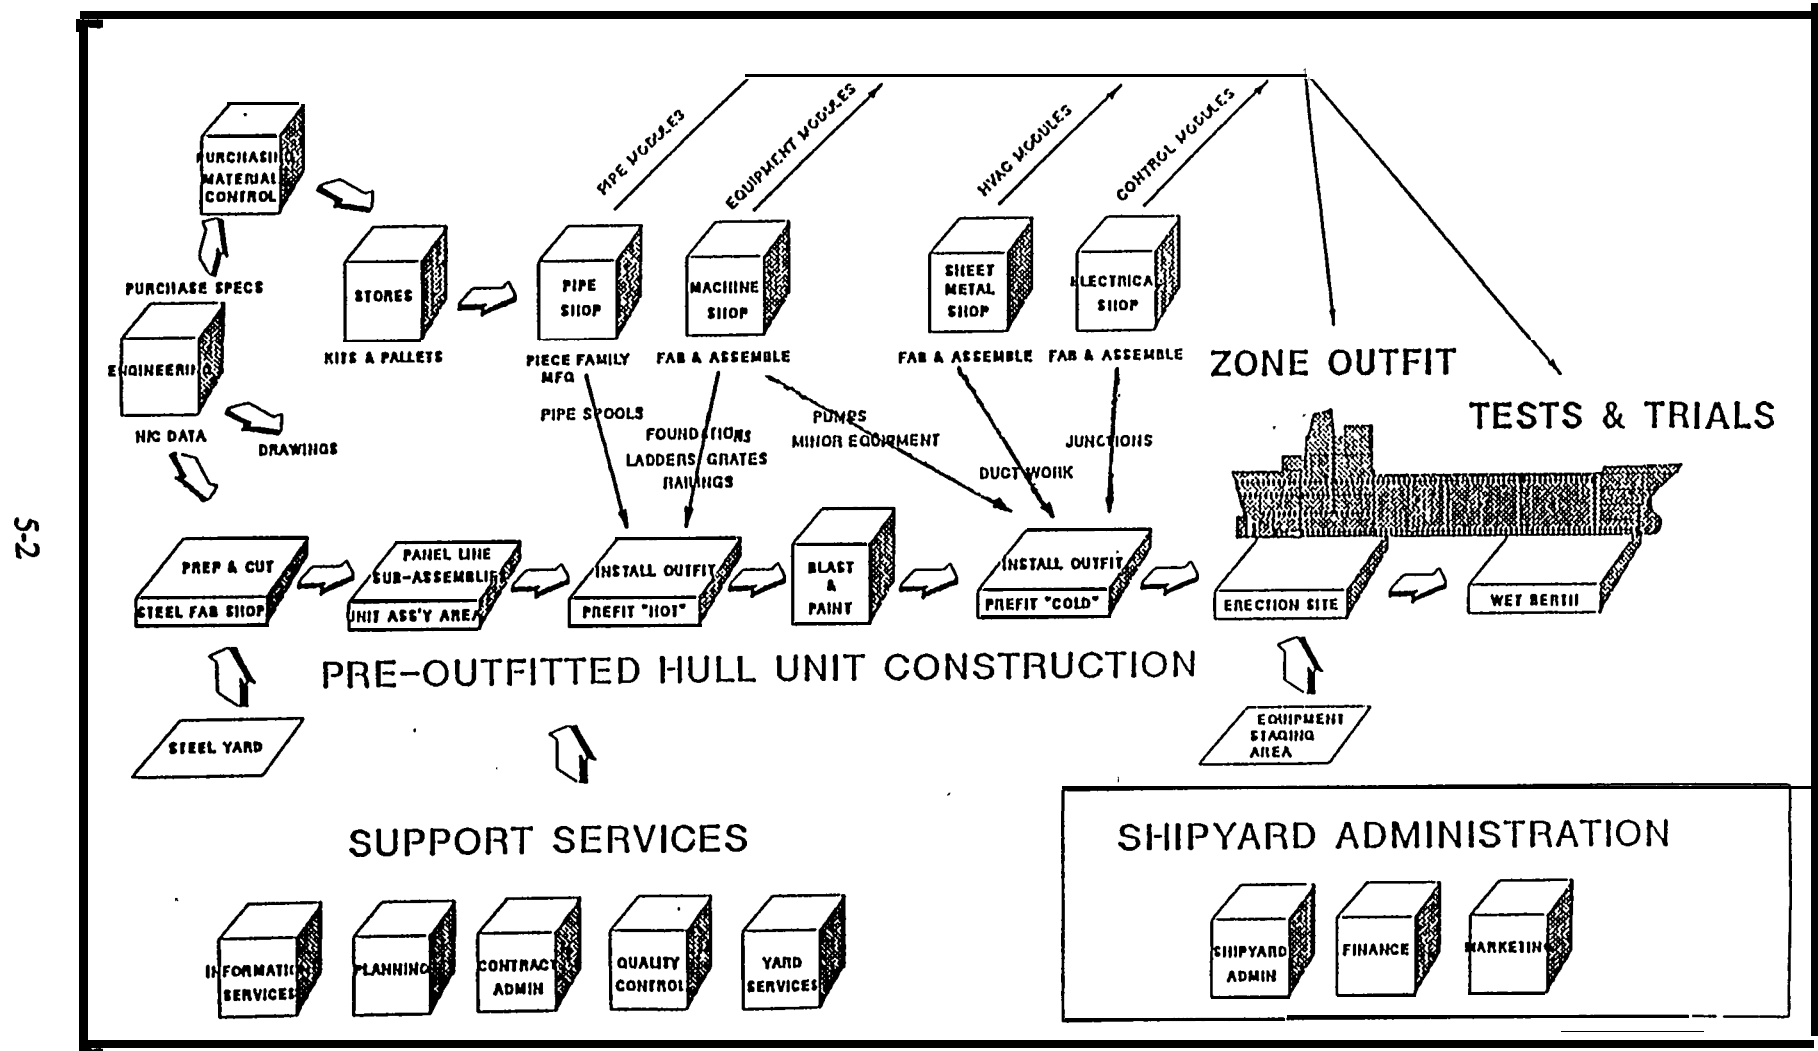 5-2
PURCHASING
MATERIAL
CONTROL
PURCHASE SPECS
ENGINEERING
N/C DATA
DRAWINGS
STORES
KITS & PALLETS
PIPE MODULES
EQUIPMENT MODULES
HVAC MODULES
CONTROL MODULES
PIPE
SHOP
MACHINE
SHOP
SHEET
METAL
SHOP
ELECTRICAL
SHOP
PIECE FAMILY
MFG
FAB & ASSEMBLE
FAB & ASSEMBLE
FAB & ASSEMBLE
ZONE OUTFIT
TESTS & TRIALS
PIPE SPOOLS
FOUNDATIONS
LADDERS GRATES
RAILINGS
PUMPS
MINOR EQUIPMENT
DUCT WORK
JUNCTIONS
PREP & CUT
STEEL FAB SHOP
PANEL LINE
SUB-ASSEMBLIES
UNIT ASS'Y AREA
INSTALL OUTFIT
PREFIT "HOT"
BLAST
&
PAINT
INSTALL OUTFIT
PREFIT "COLD"
ERECTION SITE
WET BERTH
PRE-OUTFITTED HULL UNIT CONSTRUCTION
STEEL YARD
EQUIPMENT
STAGING
AREA
SUPPORT SERVICES
INFORMATION
SERVICES
PLANNING
CONTRACT
ADMIN
QUALITY
CONTROL
YARD
SERVICES
SHIPYARD ADMINISTRATION
SHIPYARD
ADMIN
FINANCE
MARKETING